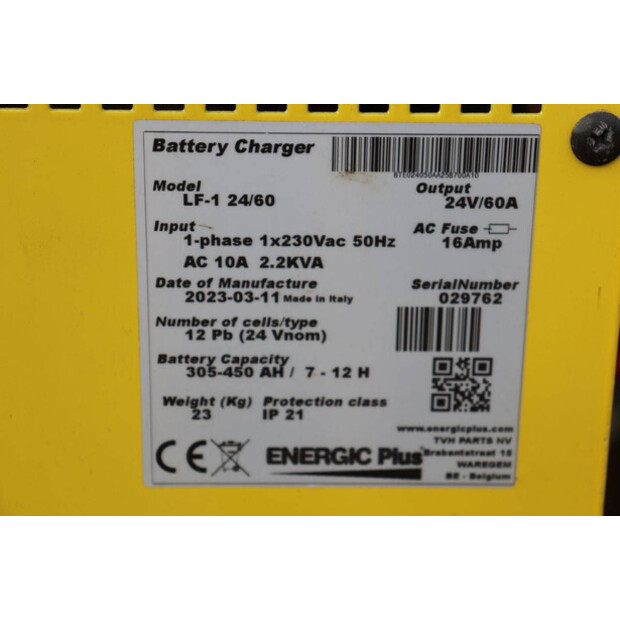 Battery Charger
Model
LF-1 24/60
Output
24V/60A
Input
1-phase 1x230Vac 50Hz
AC 10A 2.2KVA
AC Fuse
16Amp
Date of Manufacture
2023-03-11 Made in Italy
SerialNumber
029762
Number of cells/type
12 Pb (24 Vnom)
Battery Capacity
305-450 AH / 7 - 12 H
Weight (Kg) Protection class
23 IP 21
www.energicplus.com
TVH PARTS NV
Brabantstraat 15
WAREGEM
BE - Belgium
CE ENERGIC Plus